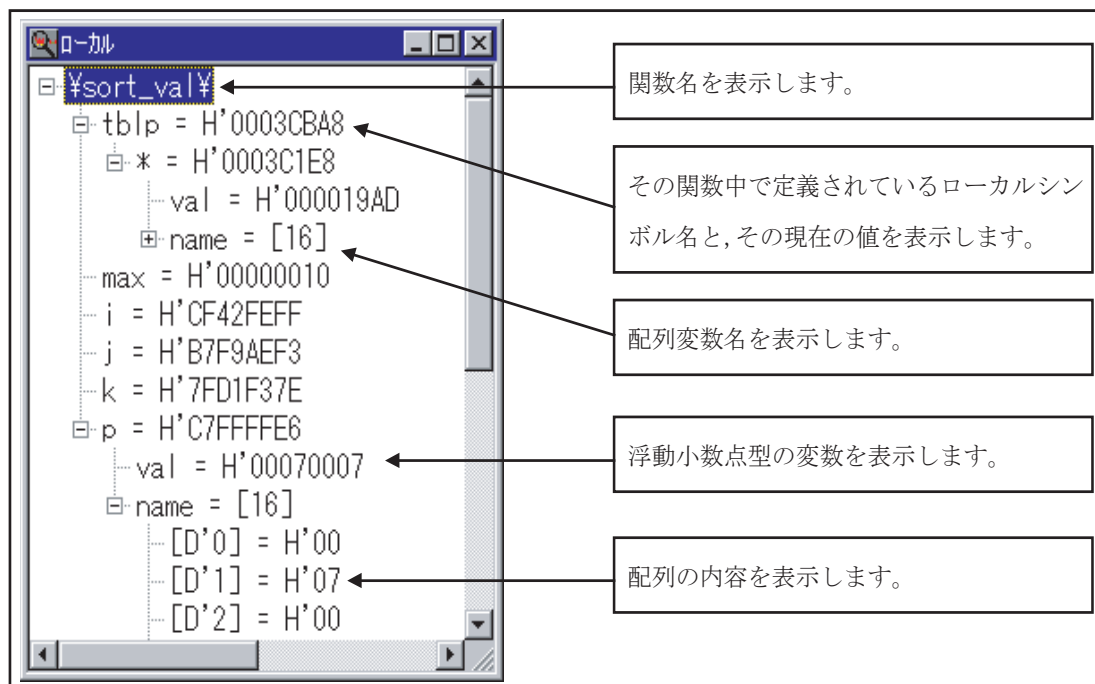 ローカル
¥sort_val¥
tblp = H'0003CBA8
* = H'0003C1E8
val = H'000019AD
name = [16]
max = H'00000010
i = H'CF42FEFF
j = H'B7F9AEF3
k = H'7FD1F37E
p = H'C7FFFFE6
val = H'00070007
name = [16]
[D'0] = H'00
[D'1] = H'07
[D'2] = H'00
関数名を表示します。
その関数中で定義されているローカルシン
ボル名と,その現在の値を表示します。
配列変数名を表示します。
浮動小数点型の変数を表示します。
配列の内容を表示します。